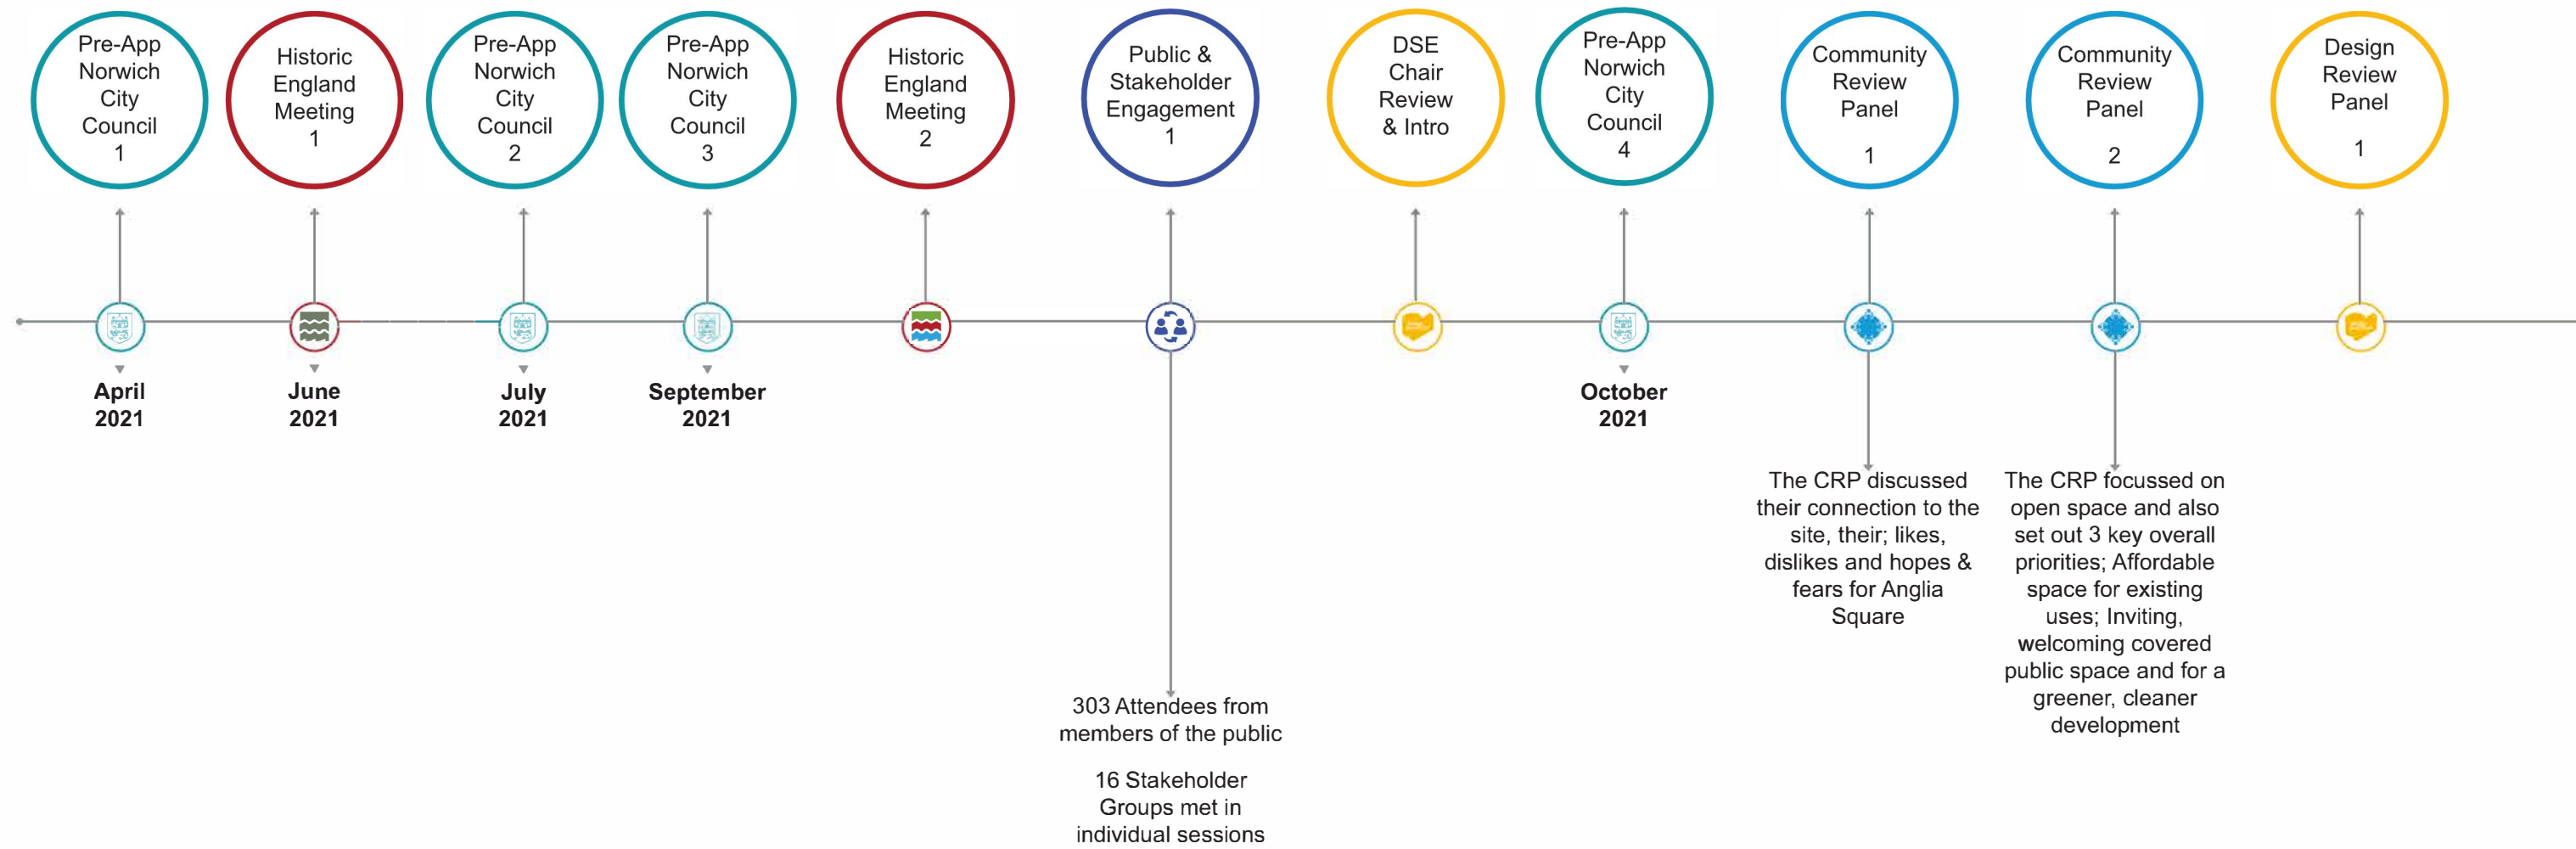 Pre-App
Norwich
City
Council
1
Historic
England
Meeting
1
Pre-App
Norwich
City
Council
2
Pre-App
Norwich
City
Council
3
Historic
England
Meeting
2
Public &
Stakeholder
Engagement
1
DSE
Chair
Review
& Intro
Pre-App
Norwich
City
Council
4
Community
Review
Panel
1
Community
Review
Panel
2
Design
Review
Panel
1
April
2021
June
2021
July
2021
September
2021
October
2021
The CRP discussed
their connection to the
site, their; likes,
dislikes and hopes &
fears for Anglia
Square
The CRP focussed on
open space and also
set out 3 key overall
priorities; Affordable
space for existing
uses; Inviting,
welcoming covered
public space and for a
greener, cleaner
development
303 Attendees from
members of the public
16 Stakeholder
Groups met in
individual sessions